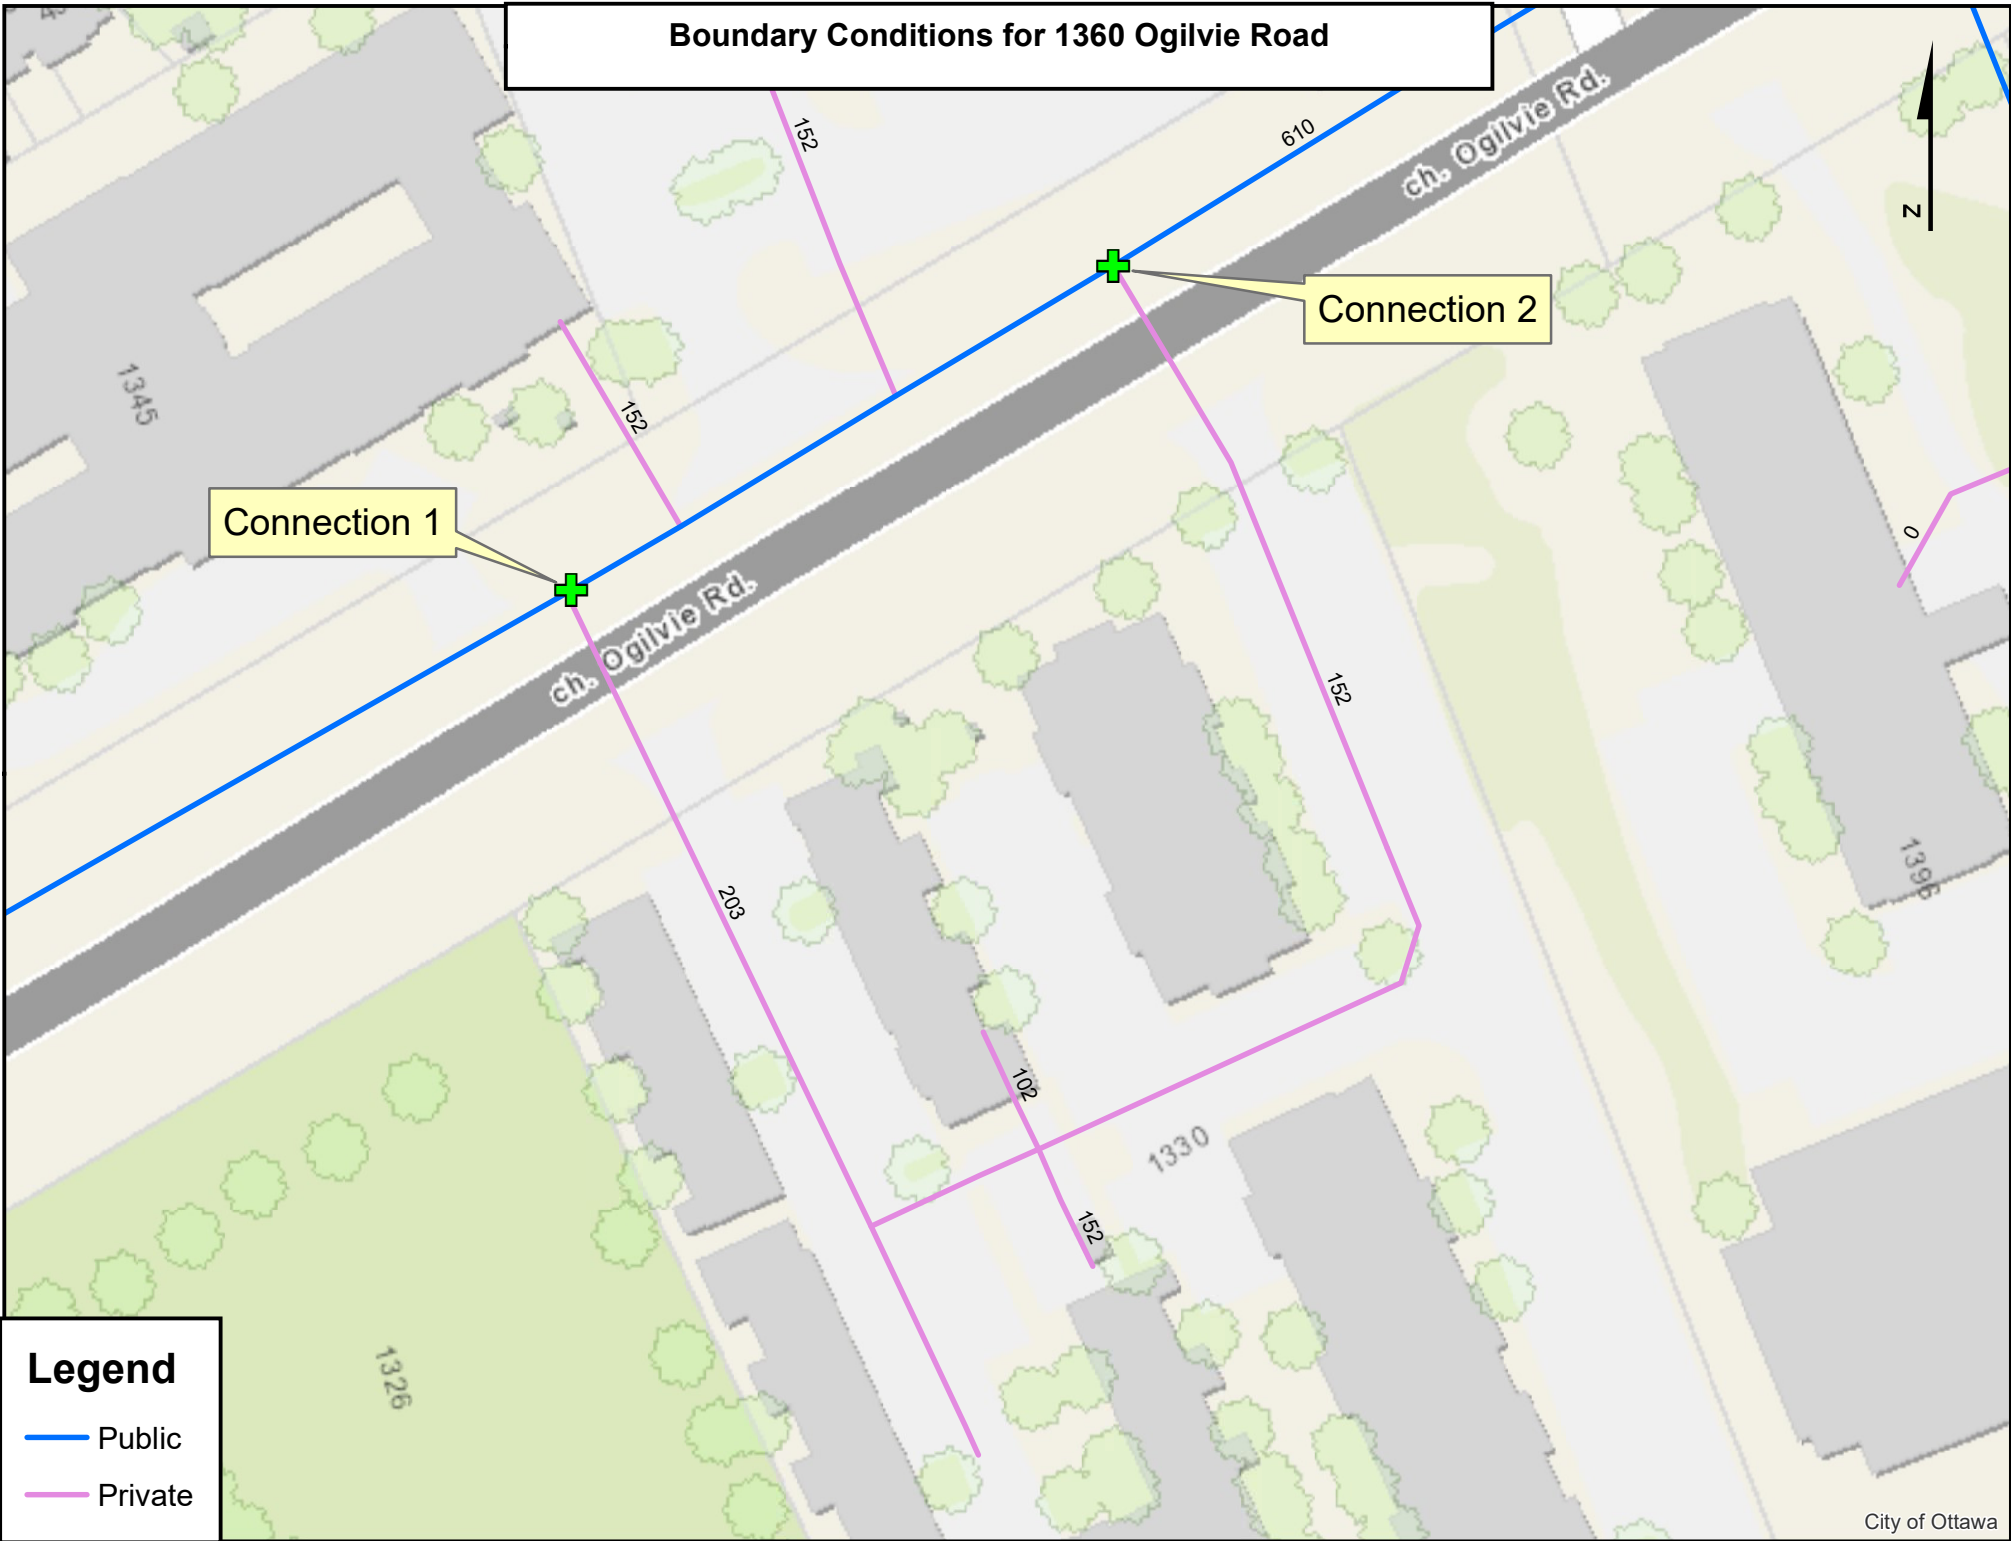 Boundary Conditions for 1360 Ogilvie Road
152
610
ch. Ogilvie Rd.
N
Connection 2
1345
152
Connection 1
0
ch. Ogilvie Rd.
152
203
1396
102
1330
152
1326
Legend
Public
Private
City of Ottawa